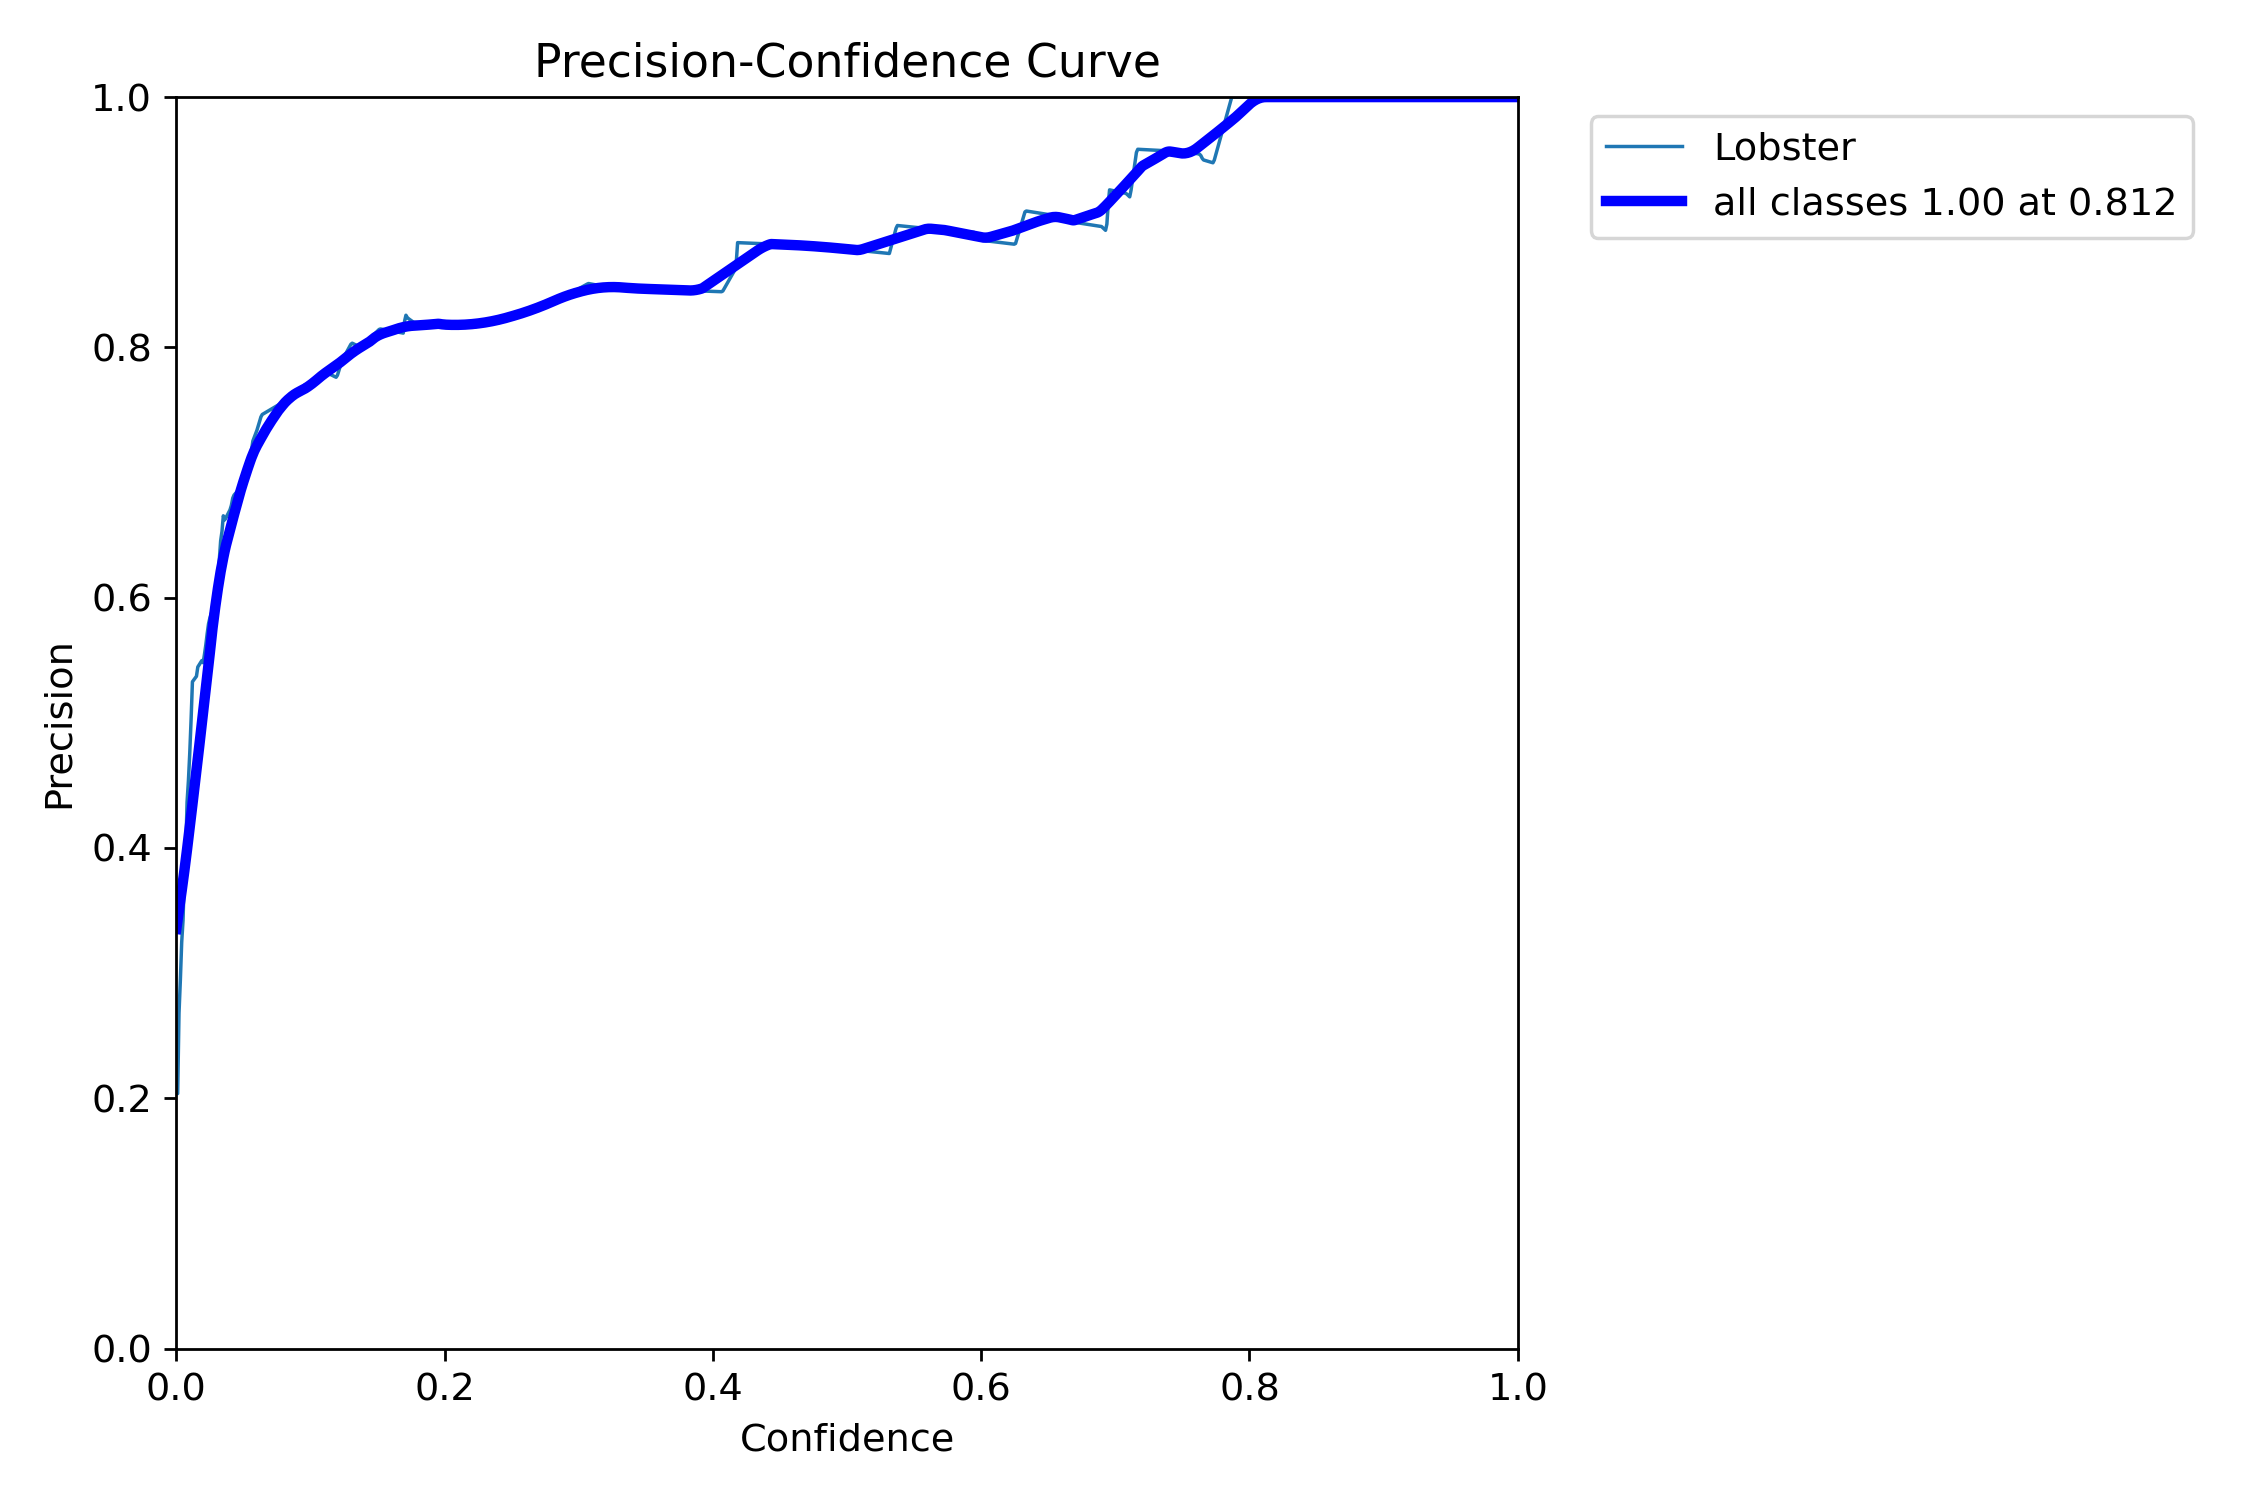 Precision-Confidence Curve
1.0
0.8
0.6
0.4
0.2
0.0
Precision
0.0 0.2 0.4 0.6 0.8 1.0
Confidence
Lobster
all classes 1.00 at 0.812